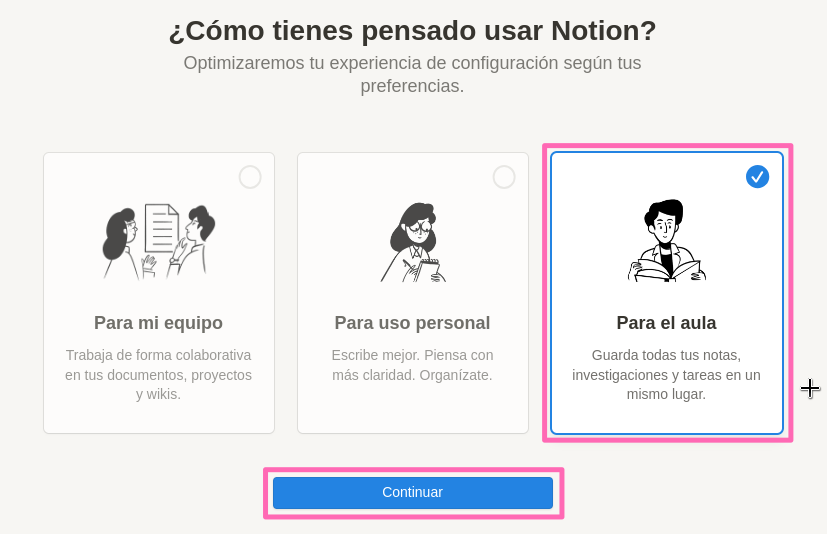 ¿Cómo tienes pensado usar Notion?
Optimizaremos tu experiencia de configuración según tus
preferencias.
Para mi equipo
Trabaja de forma colaborativa
en tus documentos, proyectos
y wikis.
Para uso personal
Escribe mejor. Piensa con
más claridad. Organízate.
Para el aula
Guarda todas tus notas,
investigaciones y tareas en un
mismo lugar.
Continuar